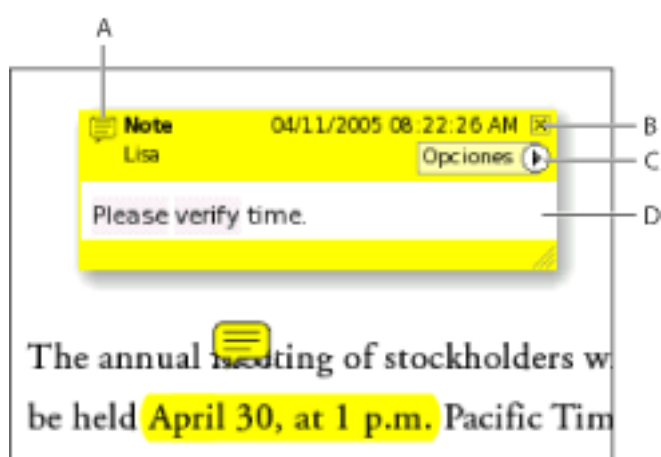 A
Note 04/11/2005 08:22:26 AM B
Lisa Opciones C
Please verify time. D
The annual meeting of stockholders w
be held April 30, at 1 p.m. Pacific Tim